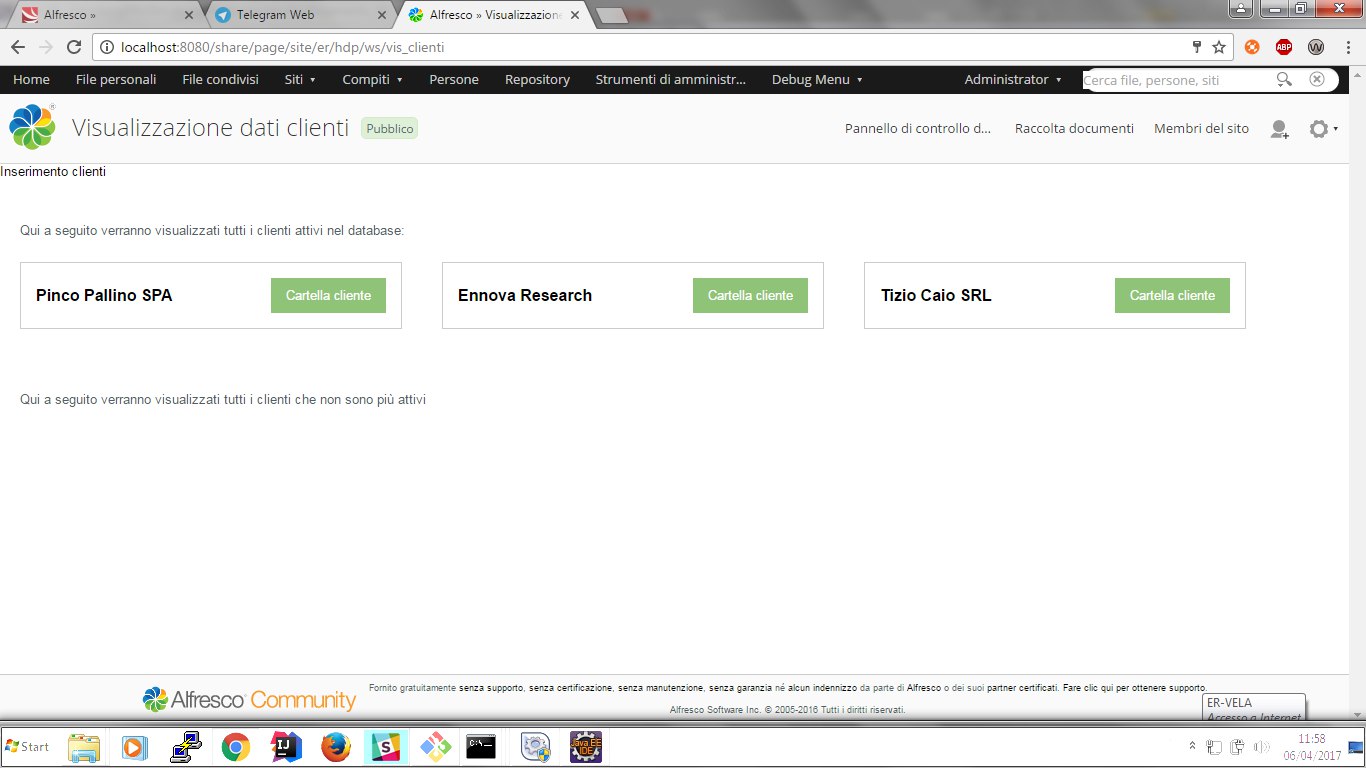 Alfresco »
Telegram Web
Alfresco » Visualizzazione
localhost:8080/share/page/site/er/hdp/ws/vis_clienti
ABP
Home File personali File condivisi Siti Compiti Persone Repository Strumenti di amministr... Debug Menu Administrator Cerca file, persone, siti
Visualizzazione dati clienti Pubblico Pannello di controllo d... Raccolta documenti Membri del sito
Inserimento clienti
Qui a seguito verranno visualizzati tutti i clienti attivi nel database:
Pinco Pallino SPA Cartella cliente
Ennova Research Cartella cliente
Tizio Caio SRL Cartella cliente
Qui a seguito verranno visualizzati tutti i clienti che non sono più attivi
Alfresco Community
Fornito gratuitamente senza supporto, senza certificazione, senza manutenzione, senza garanzia né alcun indennizzo da parte di Alfresco o dei suoi partner certificati. Fare clic qui per ottenere supporto.
Alfresco Software Inc. © 2005-2016 Tutti i diritti riservati.
ER-VELA
Accesso a Internet
Start
IJ
Java EE
IDE
11:58
06/04/2017